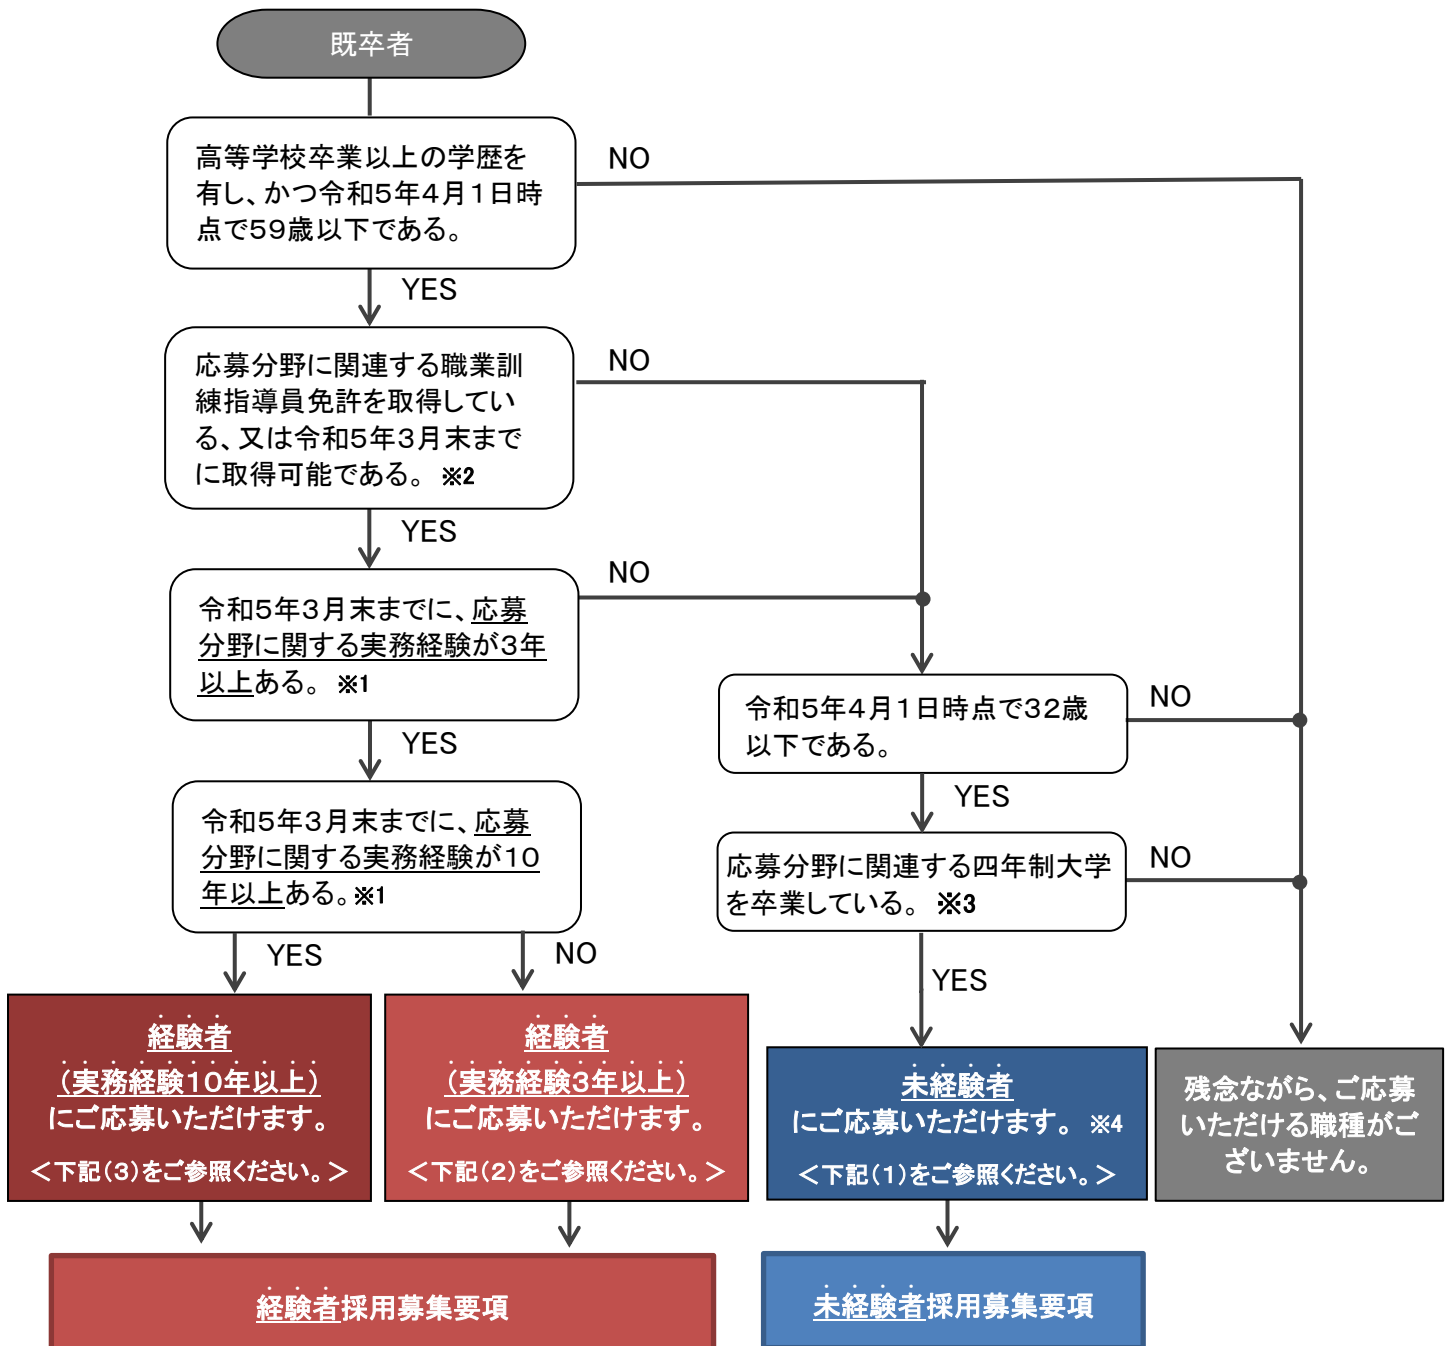 既卒者
高等学校卒業以上の学歴を
有し、かつ令和5年4月1日時
点で59歳以下である。
NO
YES
応募分野に関連する職業訓
練指導員免許を取得してい
る、又は令和5年3月末まで
に取得可能である。 ※2
NO
YES
令和5年3月末までに、応募
分野に関する実務経験が3年
以上ある。 ※1
NO
YES
令和5年4月1日時点で32歳
以下である。
NO
YES
令和5年3月末までに、応募
分野に関する実務経験が10
年以上ある。※1
YES
NO
応募分野に関連する四年制大学
を卒業している。 ※3
NO
YES
経験者
（実務経験10年以上）
にご応募いただけます。
＜下記（3）をご参照ください。＞
経験者
（実務経験3年以上）
にご応募いただけます。
＜下記（2）をご参照ください。＞
未経験者
にご応募いただけます。 ※4
＜下記（1）をご参照ください。＞
残念ながら、ご応募
いただける職種がご
ざいません。
経験者採用募集要項
未経験者採用募集要項